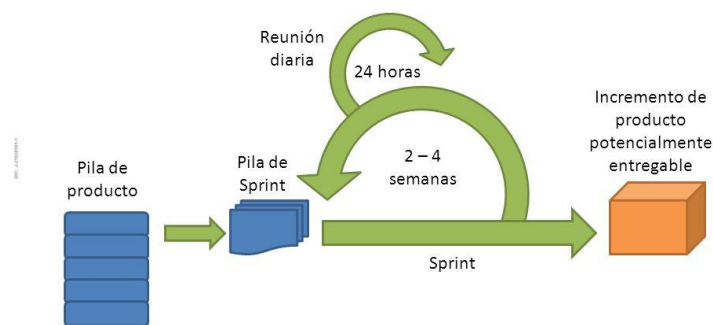 Reunión
diaria
24 horas
Incremento de
producto
potencialmente
entregable
Pila de
producto
Pila de
Sprint
2 – 4
semanas
Sprint